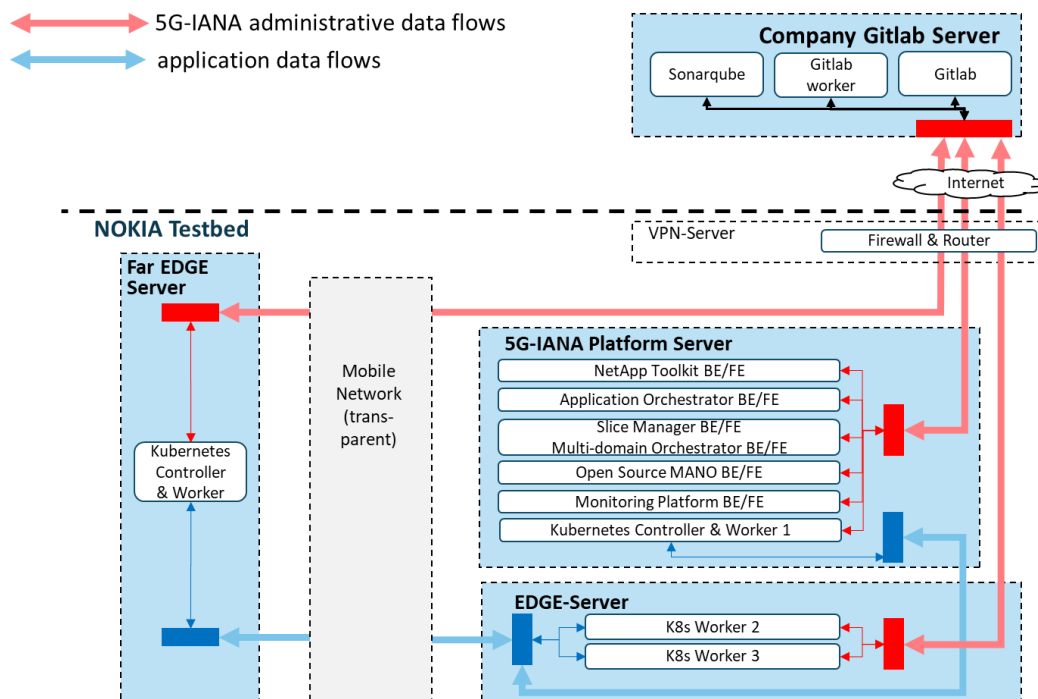 5G-IANA administrative data flows
application data flows
Company Gitlab Server
Sonarqube
Gitlab
worker
Gitlab
Internet
NOKIA Testbed
VPN-Server
Firewall & Router
Far EDGE
Server
Kubernetes
Controller
& Worker
Mobile
Network
(trans-
parent)
5G-IANA Platform Server
NetApp Toolkit BE/FE
Application Orchestrator BE/FE
Slice Manager BE/FE
Multi-domain Orchestrator BE/FE
Open Source MANO BE/FE
Monitoring Platform BE/FE
Kubernetes Controller & Worker 1
EDGE-Server
K8s Worker 2
K8s Worker 3